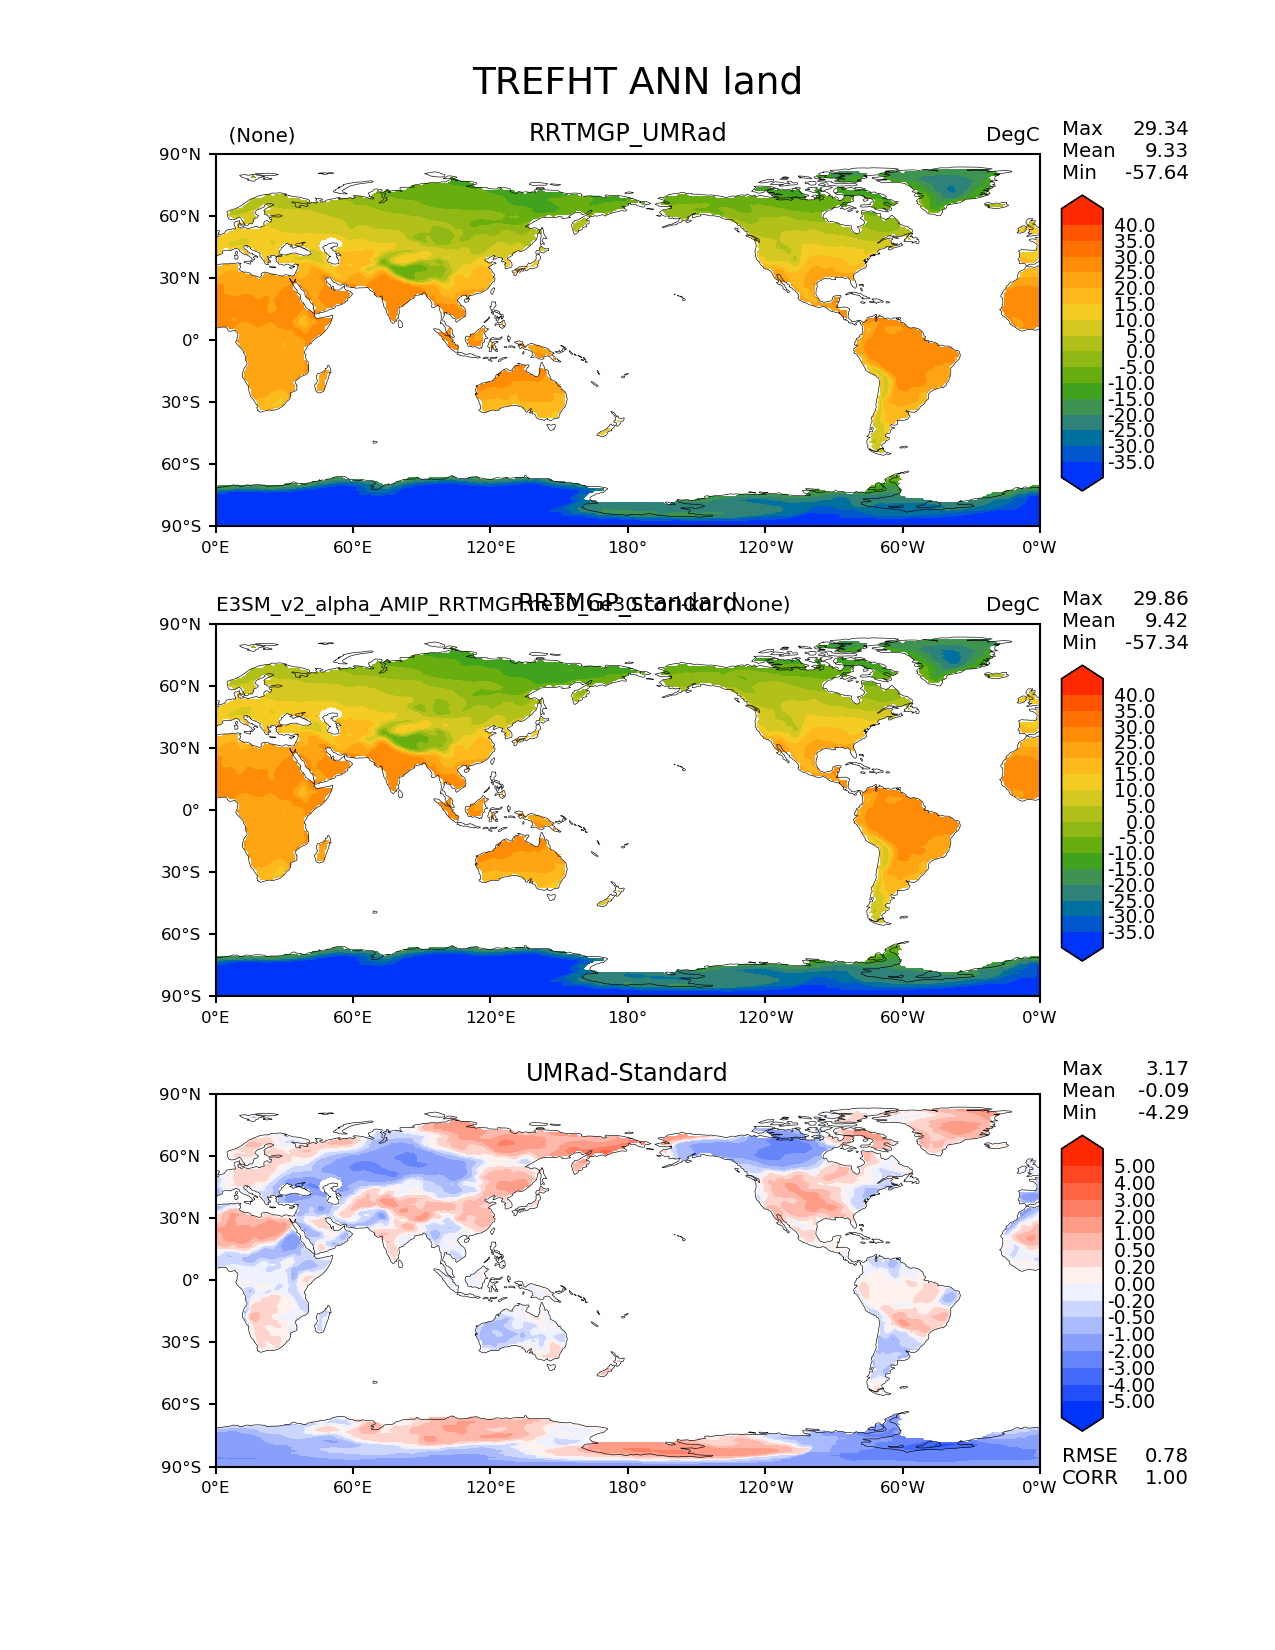 TREFHT ANN land
(None) RRTMGP_UMRad DegC
Max 29.34
Mean 9.33
Min -57.64
90°N
60°N
30°N
0°
30°S
60°S
90°S
0°E 60°E 120°E 180° 120°W 60°W 0°W
40.0
35.0
30.0
25.0
20.0
15.0
10.0
5.0
0.0
-5.0
-10.0
-15.0
-20.0
-25.0
-30.0
-35.0
RRTMGP_standard
E3SM_v2_alpha_AMIP_RRTMGP (None) DegC
Max 29.86
Mean 9.42
Min -57.34
90°N
60°N
30°N
0°
30°S
60°S
90°S
0°E 60°E 120°E 180° 120°W 60°W 0°W
40.0
35.0
30.0
25.0
20.0
15.0
10.0
5.0
0.0
-5.0
-10.0
-15.0
-20.0
-25.0
-30.0
-35.0
UMRad-Standard
Max 3.17
Mean -0.09
Min -4.29
90°N
60°N
30°N
0°
30°S
60°S
90°S
0°E 60°E 120°E 180° 120°W 60°W 0°W
5.00
4.00
3.00
2.00
1.00
0.50
0.20
0.00
-0.20
-0.50
-1.00
-2.00
-3.00
-4.00
-5.00
RMSE 0.78
CORR 1.00